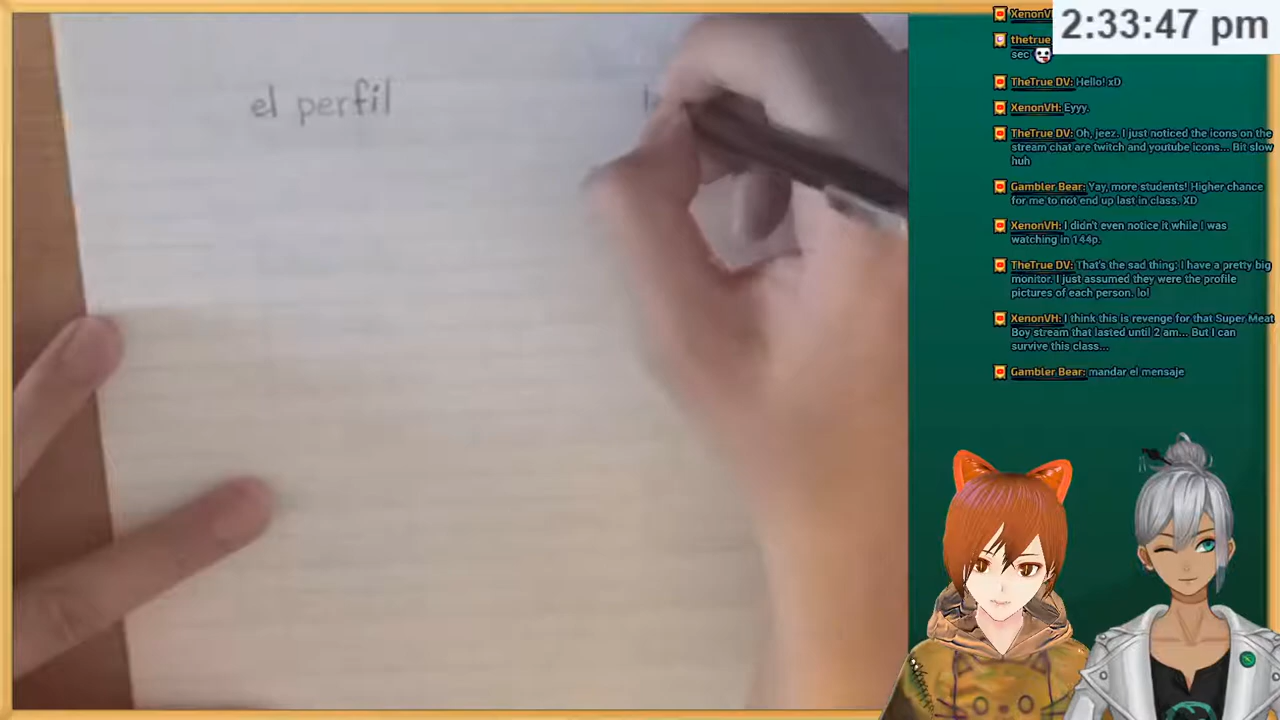 2:33:47 pm
el perfil
XenonVH
thetrue
sec
TheTrue DV: Hello! xD
XenonVH: Eyyy.
TheTrue DV: Oh, jeez. I just noticed the icons on the
stream chat are twitch and youtube icons... Bit slow
huh
Gambler Bear: Yay, more students! Higher chance
for me to not end up last in class. XD
XenonVH: I didn't even notice it while I was
watching in 144p.
TheTrue DV: That's the sad thing: I have a pretty big
monitor. I just assumed they were the profile
pictures of each person. lol
XenonVH: I think this is revenge for that Super Meat
Boy stream that lasted until 2 am... But I can
survive this class...
Gambler Bear: mandar el mensaje